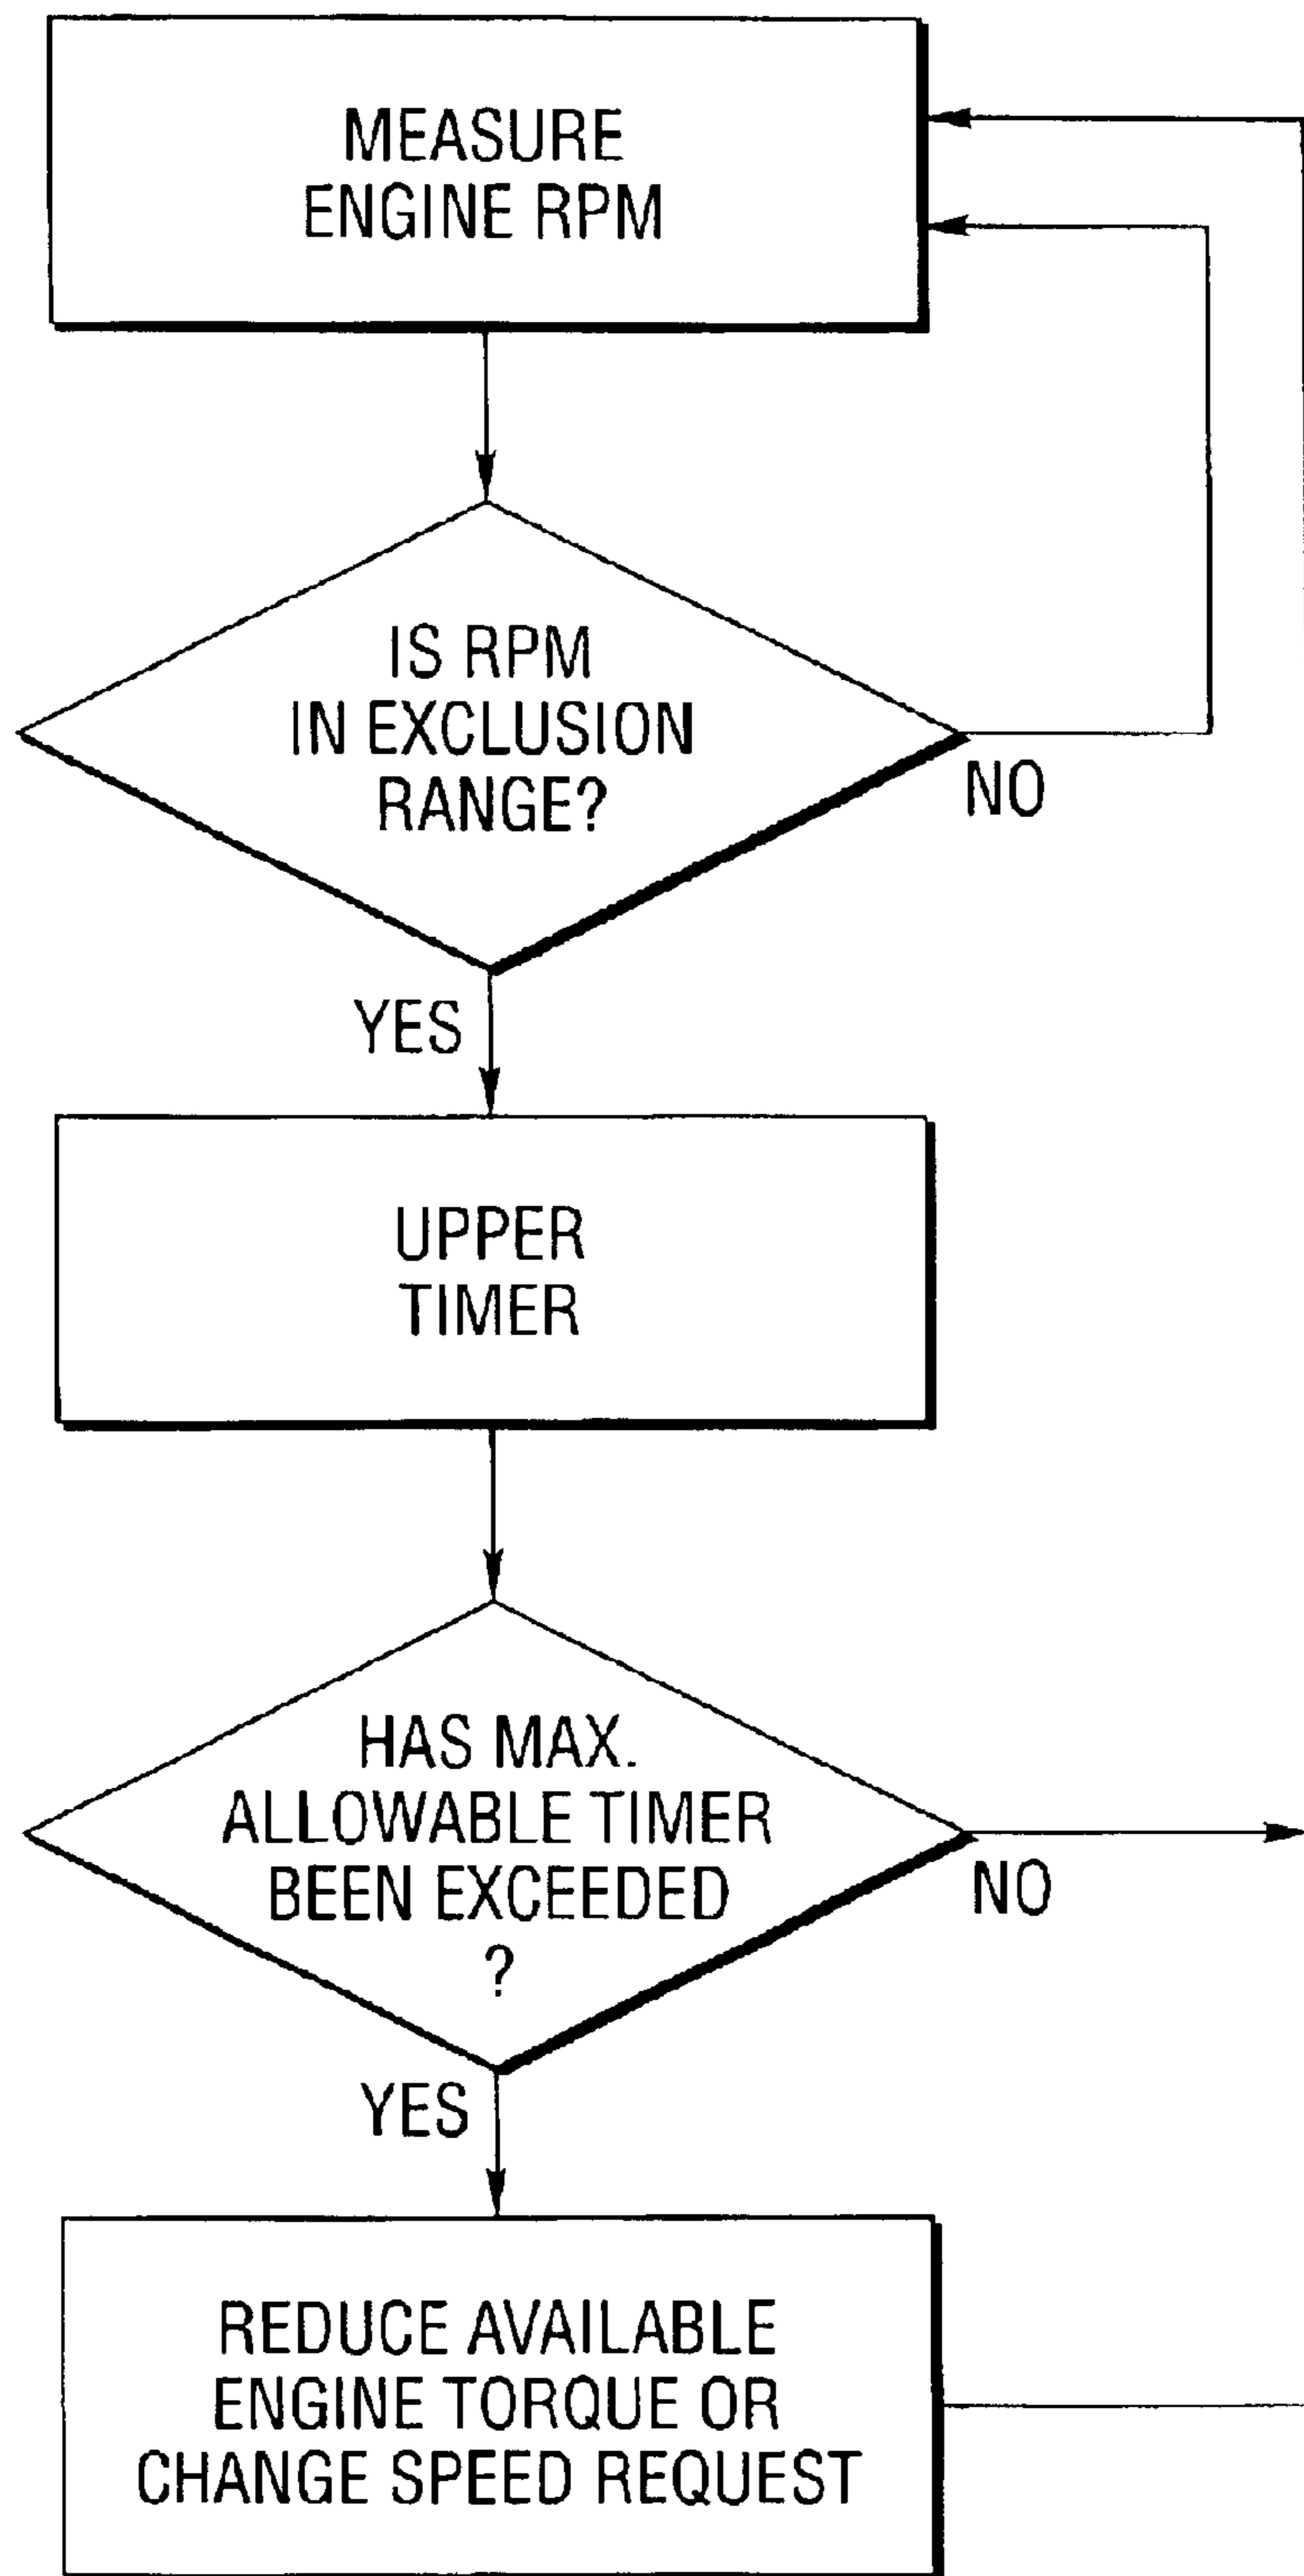 MEASURE
ENGINE RPM
IS RPM
IN EXCLUSION
RANGE?
NO
YES
UPPER
TIMER
HAS MAX.
ALLOWABLE TIMER
BEEN EXCEEDED
?
NO
YES
REDUCE AVAILABLE
ENGINE TORQUE OR
CHANGE SPEED REQUEST